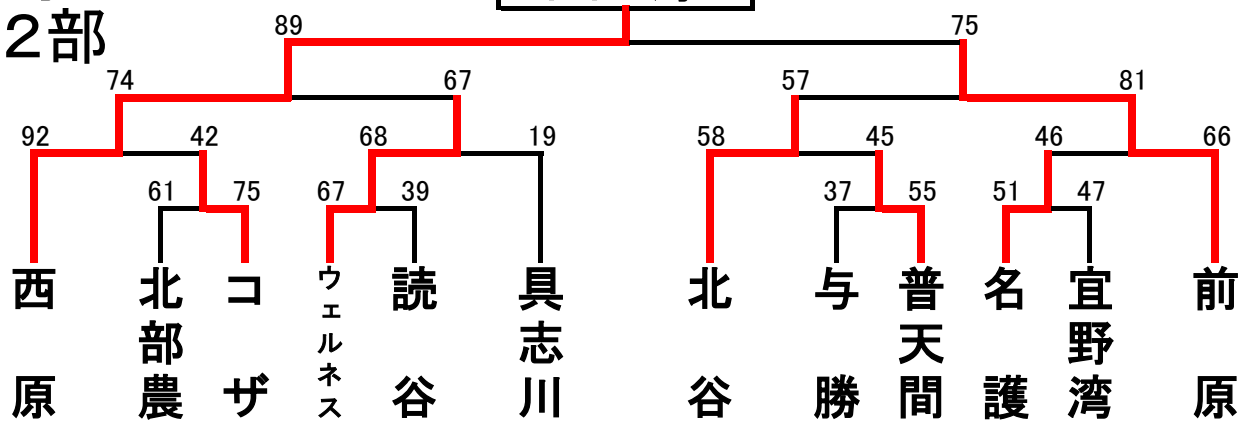 2部
89 75
74 67 57 81
92 42 68 19 58 45 46 66
61 75 67 39 37 55 51 47
西原
北部農
コザ
ウェルネス
読谷
具志川
北谷
与勝
普天間
名護
宜野湾
前原